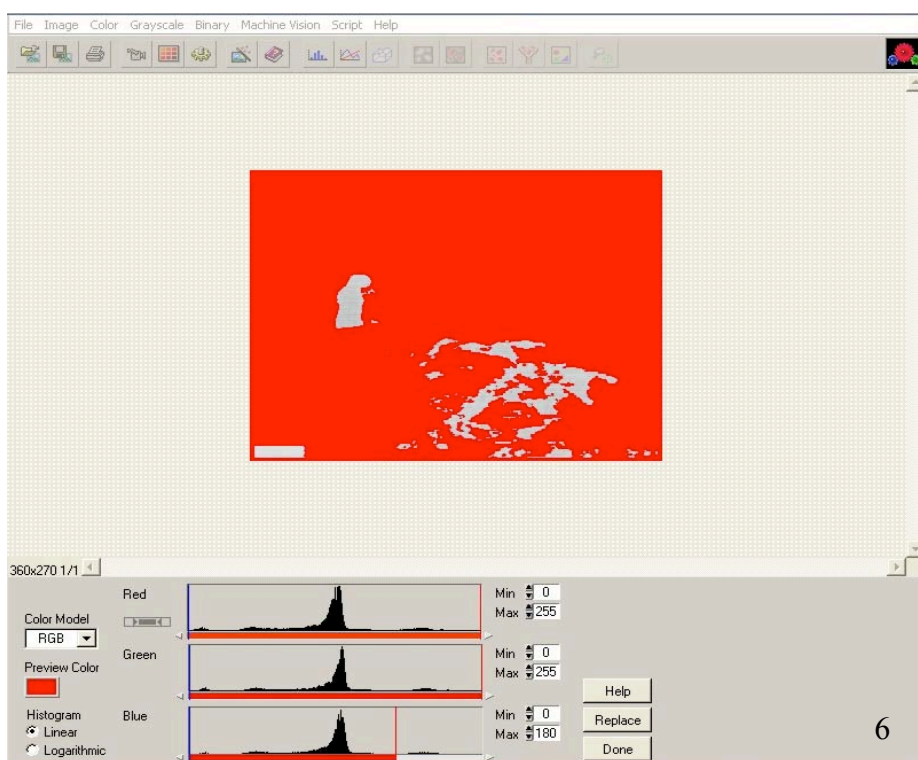 File Image Color Grayscale Binary Machine Vision Script Help
360x270 1/1
Red
Min 0
Max 255
Color Model
RGB
Green
Min 0
Max 255
Preview Color
Help
Histogram
Blue
Min 0
Replace
Linear
Max 180
6
Logarithmic
Done